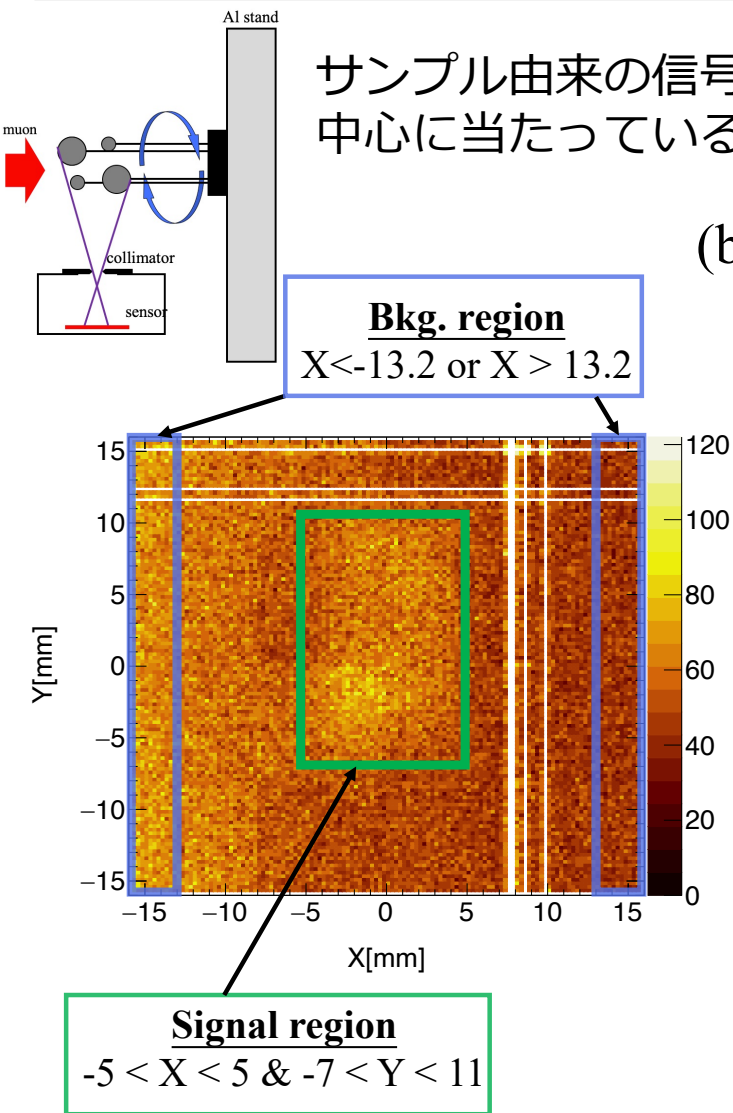 Al stand
サンプル由来の信号
中心に当たっている
muon
(b
collimator
sensor
Bkg. region
X<-13.2 or X > 13.2
15
10
5
0
−5
−10
−15
Y[mm]
−15 −10 −5 0 5 10 15
X[mm]
120
100
80
60
40
20
0
Signal region
-5 < X < 5 & -7 < Y < 11